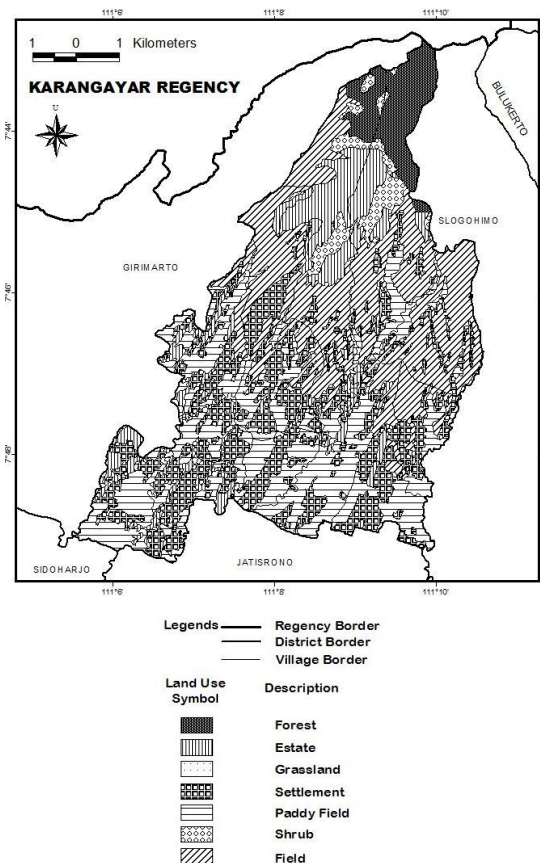 111°6' 111°8' 111°10'
1 0 1 Kilometers
KARANGAYAR REGENCY
U
BULUKERTO
7°44'
SLOGOHIMO
GIRIMARTO
7°46'
7°48'
SIDOHARJO
JATISRONO
111°6' 111°8' 111°10'
Legends Regency Border
District Border
Village Border
Land Use Symbol Description
Forest
Estate
Grassland
Settlement
Paddy Field
Shrub
Field